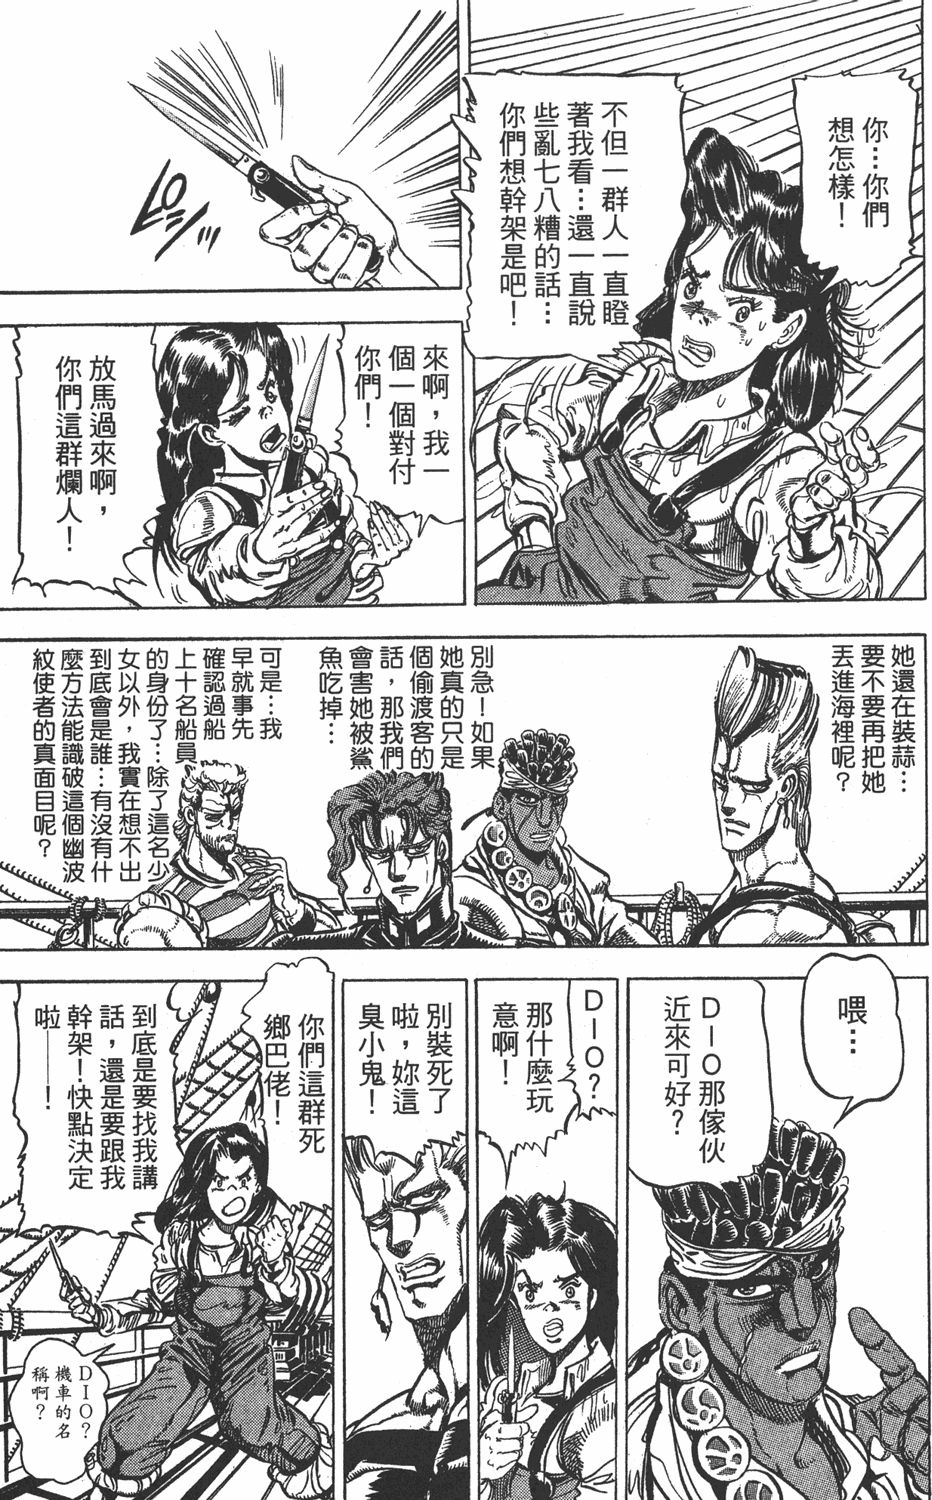 你…你們
想怎樣！
不但一群人一直瞪
著我看…還一直說
些亂七八糟的話…
你們想幹架是吧！
ピシッ
來啊，我一
個一個對付
你們！
放馬過來啊，
你們這群爛人！
她還在裝蒜…
要不要再把她
丟進海裡呢？
別急！如果
她真的只是
個偷渡客的
話，那我們
會害她被鯊
魚吃掉…
可是…我
早就事先
確認過船
上十名船員
的身份了…除了這名少
女以外，我實在想不出
到底會是誰…有沒有什
麼方法能識破這個幽波
紋使者的真面目呢？
喂…
DIO那傢伙
近來可好？
DIO？
那什麼玩
意啊！
別裝死了
啦，妳這
臭小鬼！
你們這群死
鄉巴佬！
到底是要找我講
話，還是要跟我
幹架！快點決定
啦——！
DIO？
機車的名
稱啊？